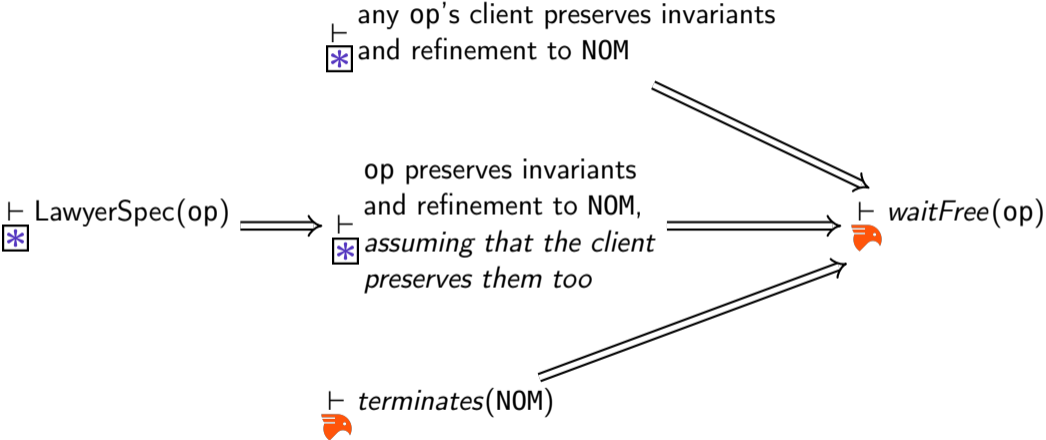 ⊢ any op's client preserves invariants
and refinement to NOM
⊢ LawyerSpec(op)
⊢ op preserves invariants
and refinement to NOM,
assuming that the client
preserves them too
⊢ waitFree(op)
⊢ terminates(NOM)